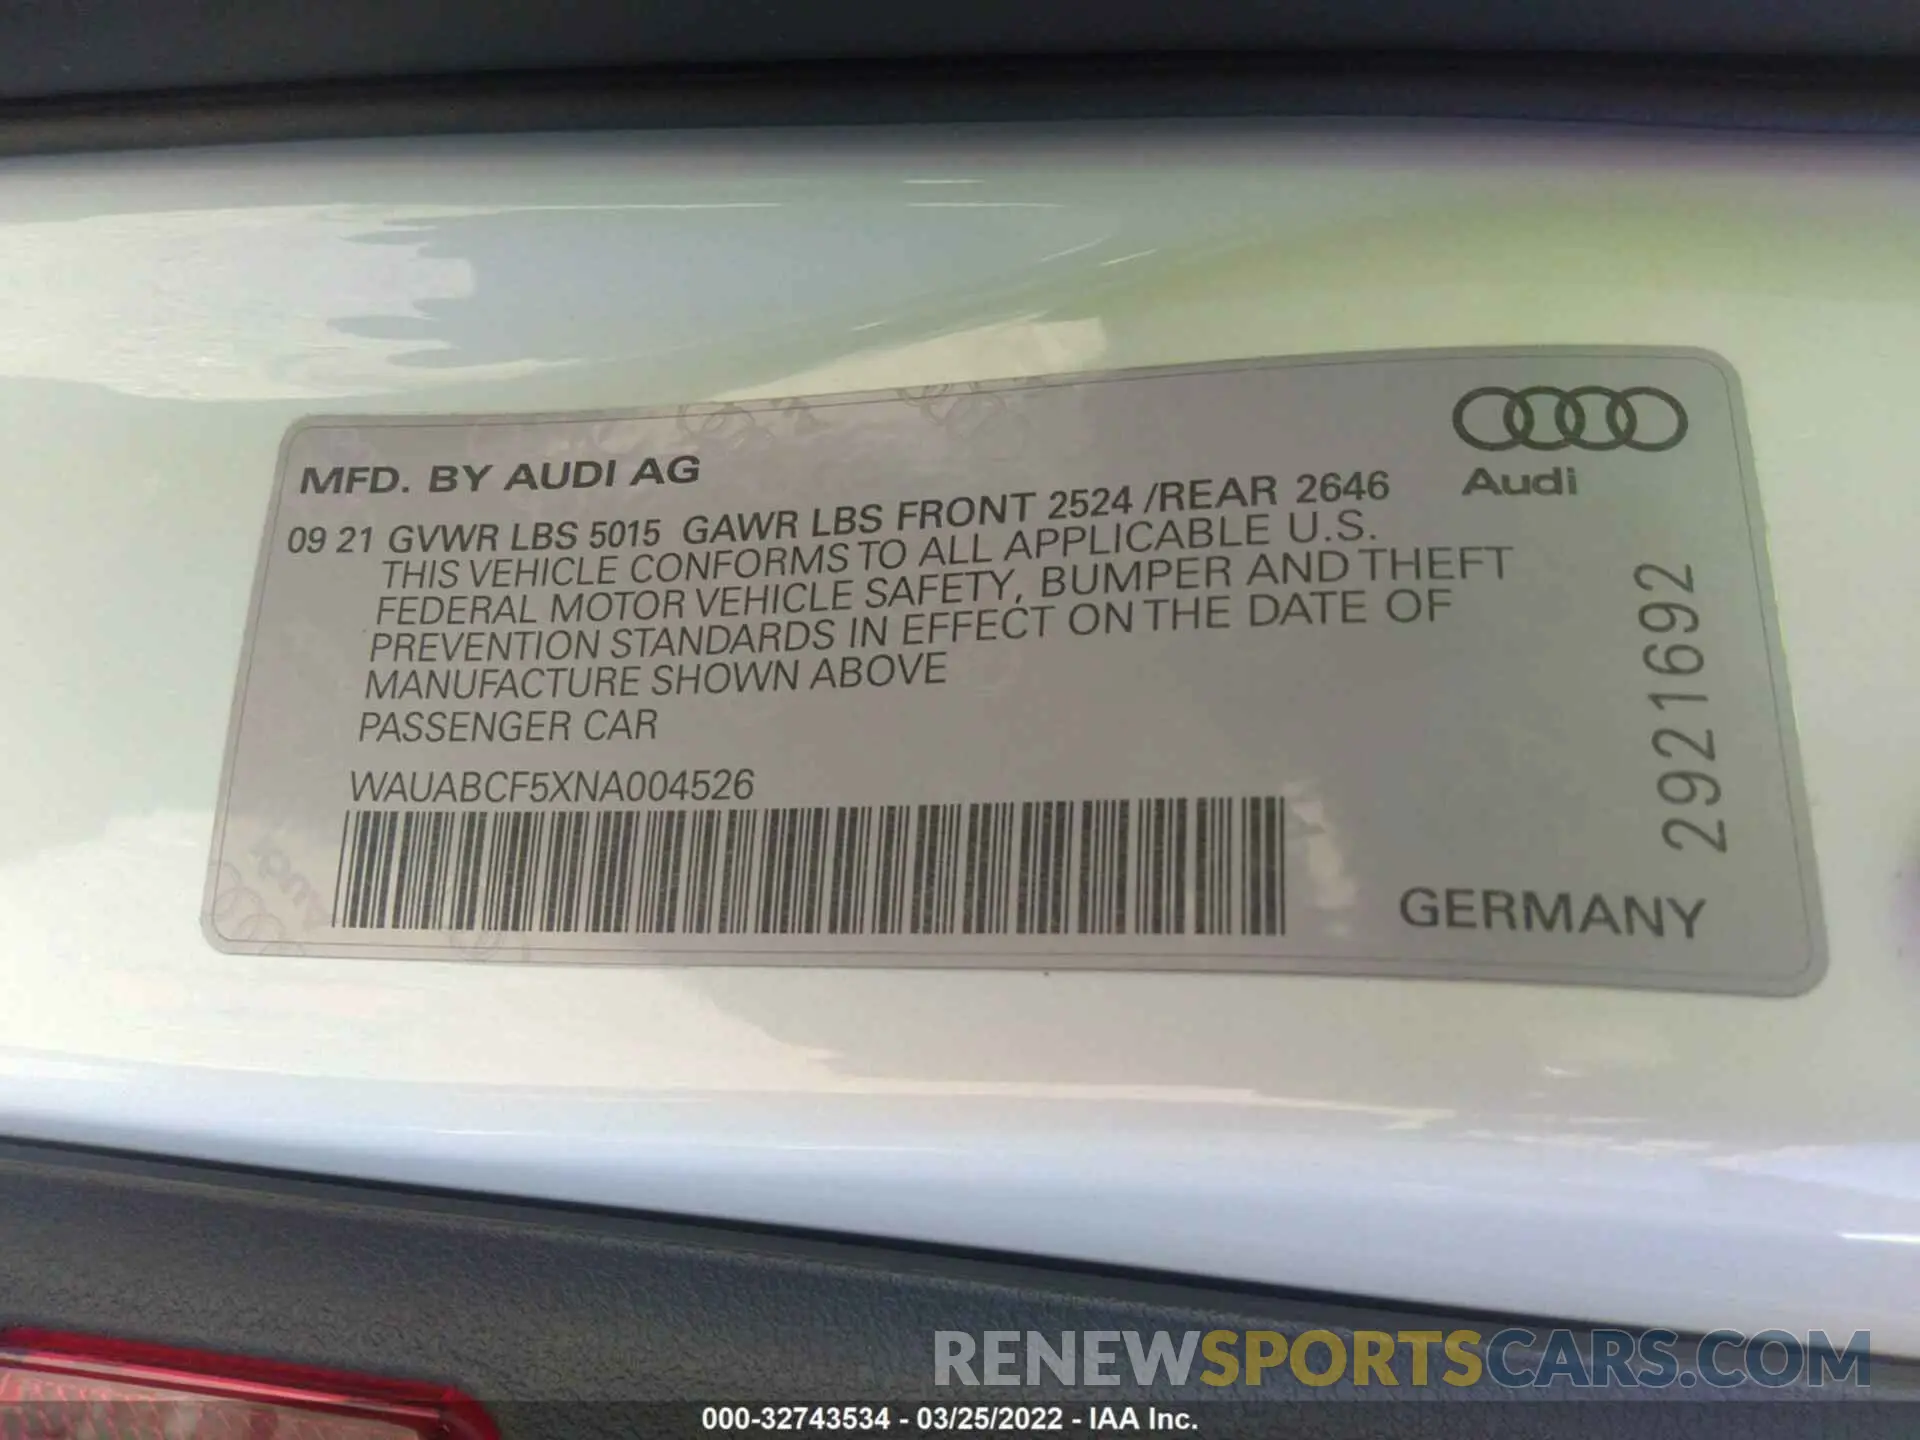 MFD. BY AUDI AG
Audi
09 21 GVWR LBS 5015 GAWR LBS FRONT 2524 /REAR 2646
THIS VEHICLE CONFORMS TO ALL APPLICABLE U.S.
FEDERAL MOTOR VEHICLE SAFETY, BUMPER AND THEFT
PREVENTION STANDARDS IN EFFECT ON THE DATE OF
MANUFACTURE SHOWN ABOVE
PASSENGER CAR
WAUABCF5XNA004526
2921692
GERMANY
RENEWSPORTSCARS.COM
000-32743534 - 03/25/2022 - IAA Inc.